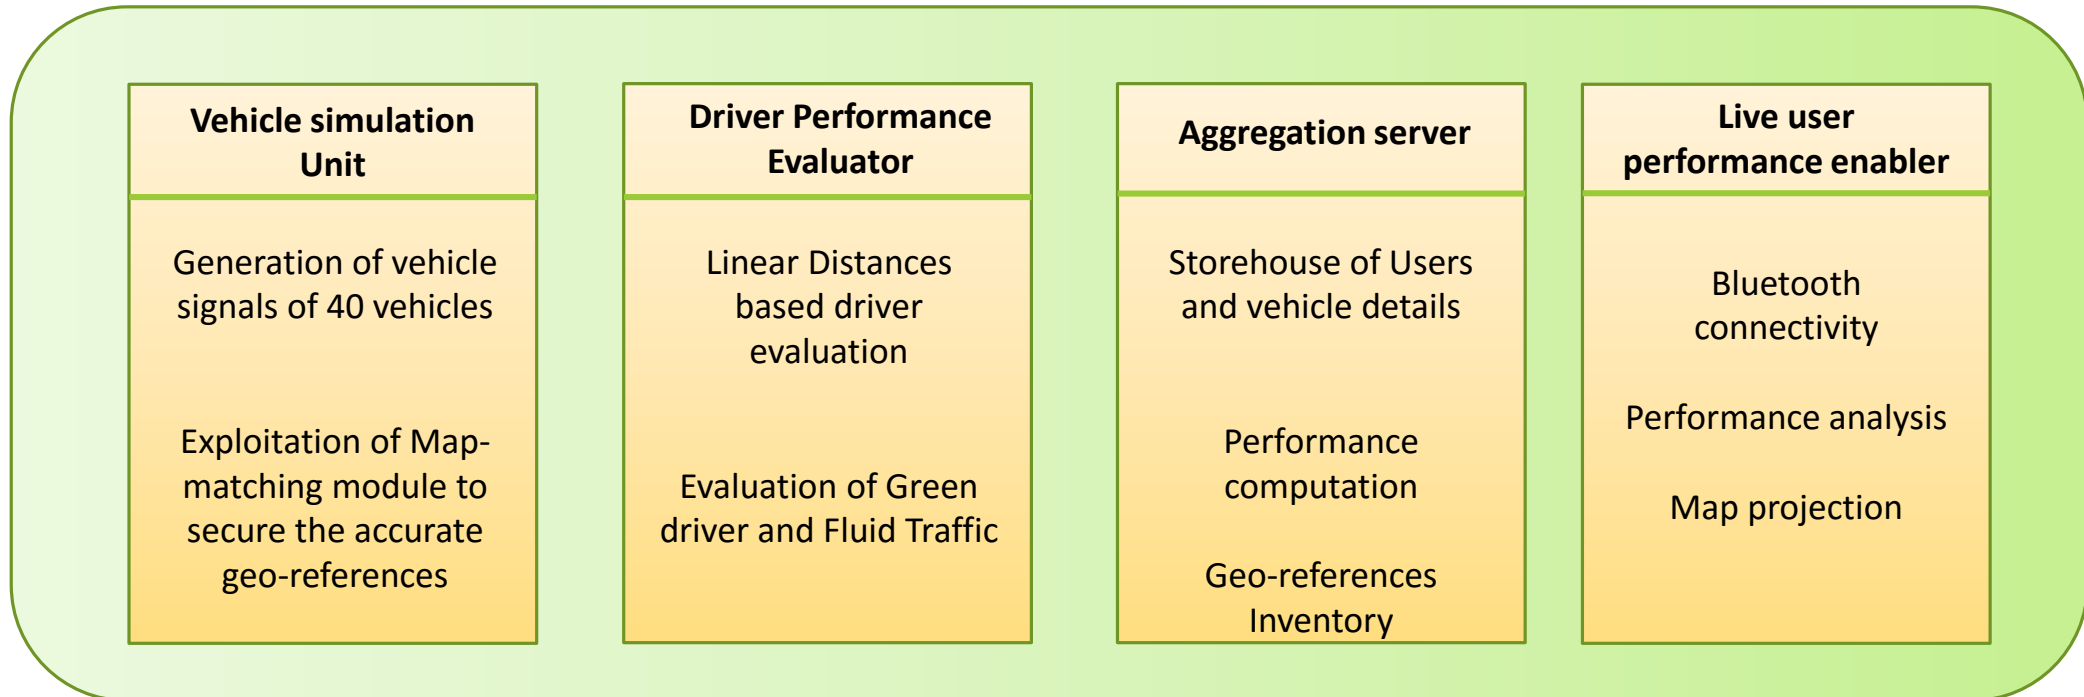 Vehicle simulation
Unit
Generation of vehicle
signals of 40 vehicles
Exploitation of Map-
matching module to
secure the accurate
geo-references
Driver Performance
Evaluator
Linear Distances
based driver
evaluation
Evaluation of Green
driver and Fluid Traffic
Aggregation server
Storehouse of Users
and vehicle details
Performance
computation
Geo-references
Inventory
Live user
performance enabler
Bluetooth
connectivity
Performance analysis
Map projection